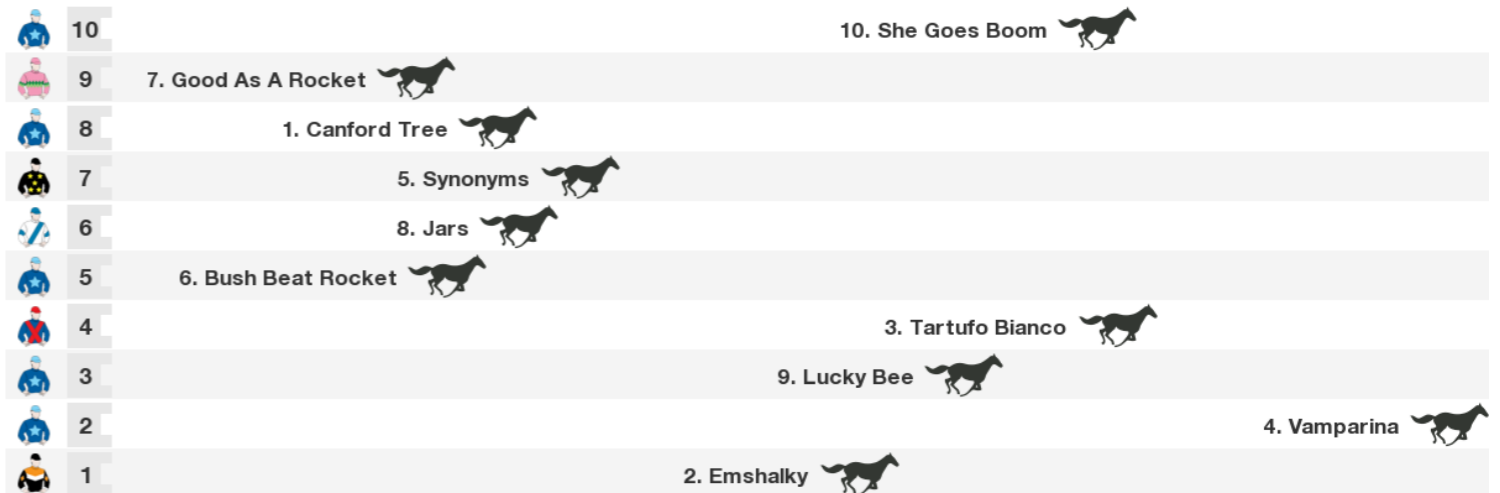 10 10. She Goes Boom
9 7. Good As A Rocket
8 1. Canford Tree
7 5. Synonyms
6 8. Jars
5 6. Bush Beat Rocket
4 3. Tartufo Bianco
3 9. Lucky Bee
2 4. Vamparina
1 2. Emshalky